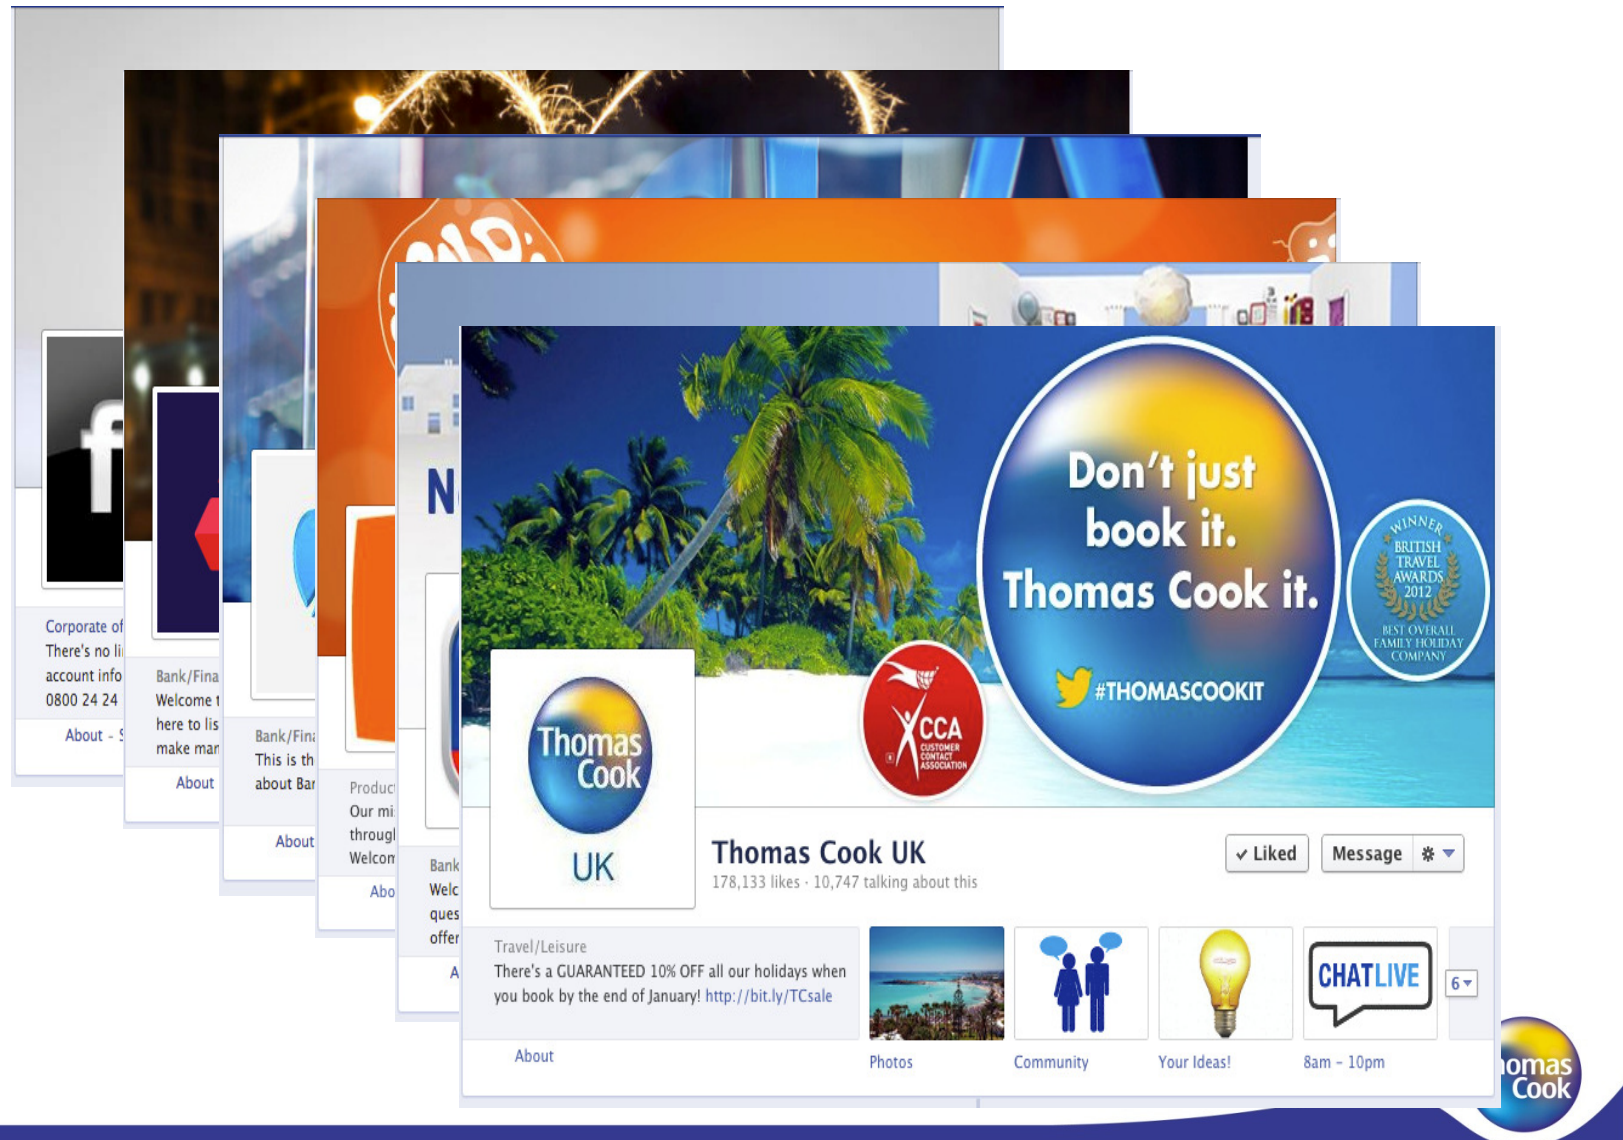 f
Corporate of
There's no li
account info
0800 24 24
About - S
Bank/Fina
Welcome t
here to lis
make man
About
Bank/Fina
This is th
about Bar
About
Product
Our mi
through
Welcom
Abo
N
Bank
Welc
ques
offer
A
Don't just
book it.
Thomas Cook it.
#THOMASCOOKIT
WINNER
BRITISH
TRAVEL
AWARDS
2012
BEST OVERALL
FAMILY HOLIDAY
COMPANY
CCA
CUSTOMER
CONTACT
ASSOCIATION
Thomas
Cook
UK
Thomas Cook UK
178,133 likes · 10,747 talking about this
✓ Liked
Message
Travel/Leisure
There's a GUARANTEED 10% OFF all our holidays when
you book by the end of January! http://bit.ly/TCsale
About
Photos
Community
Your Ideas!
CHATLIVE
8am - 10pm
6
omas
Cook